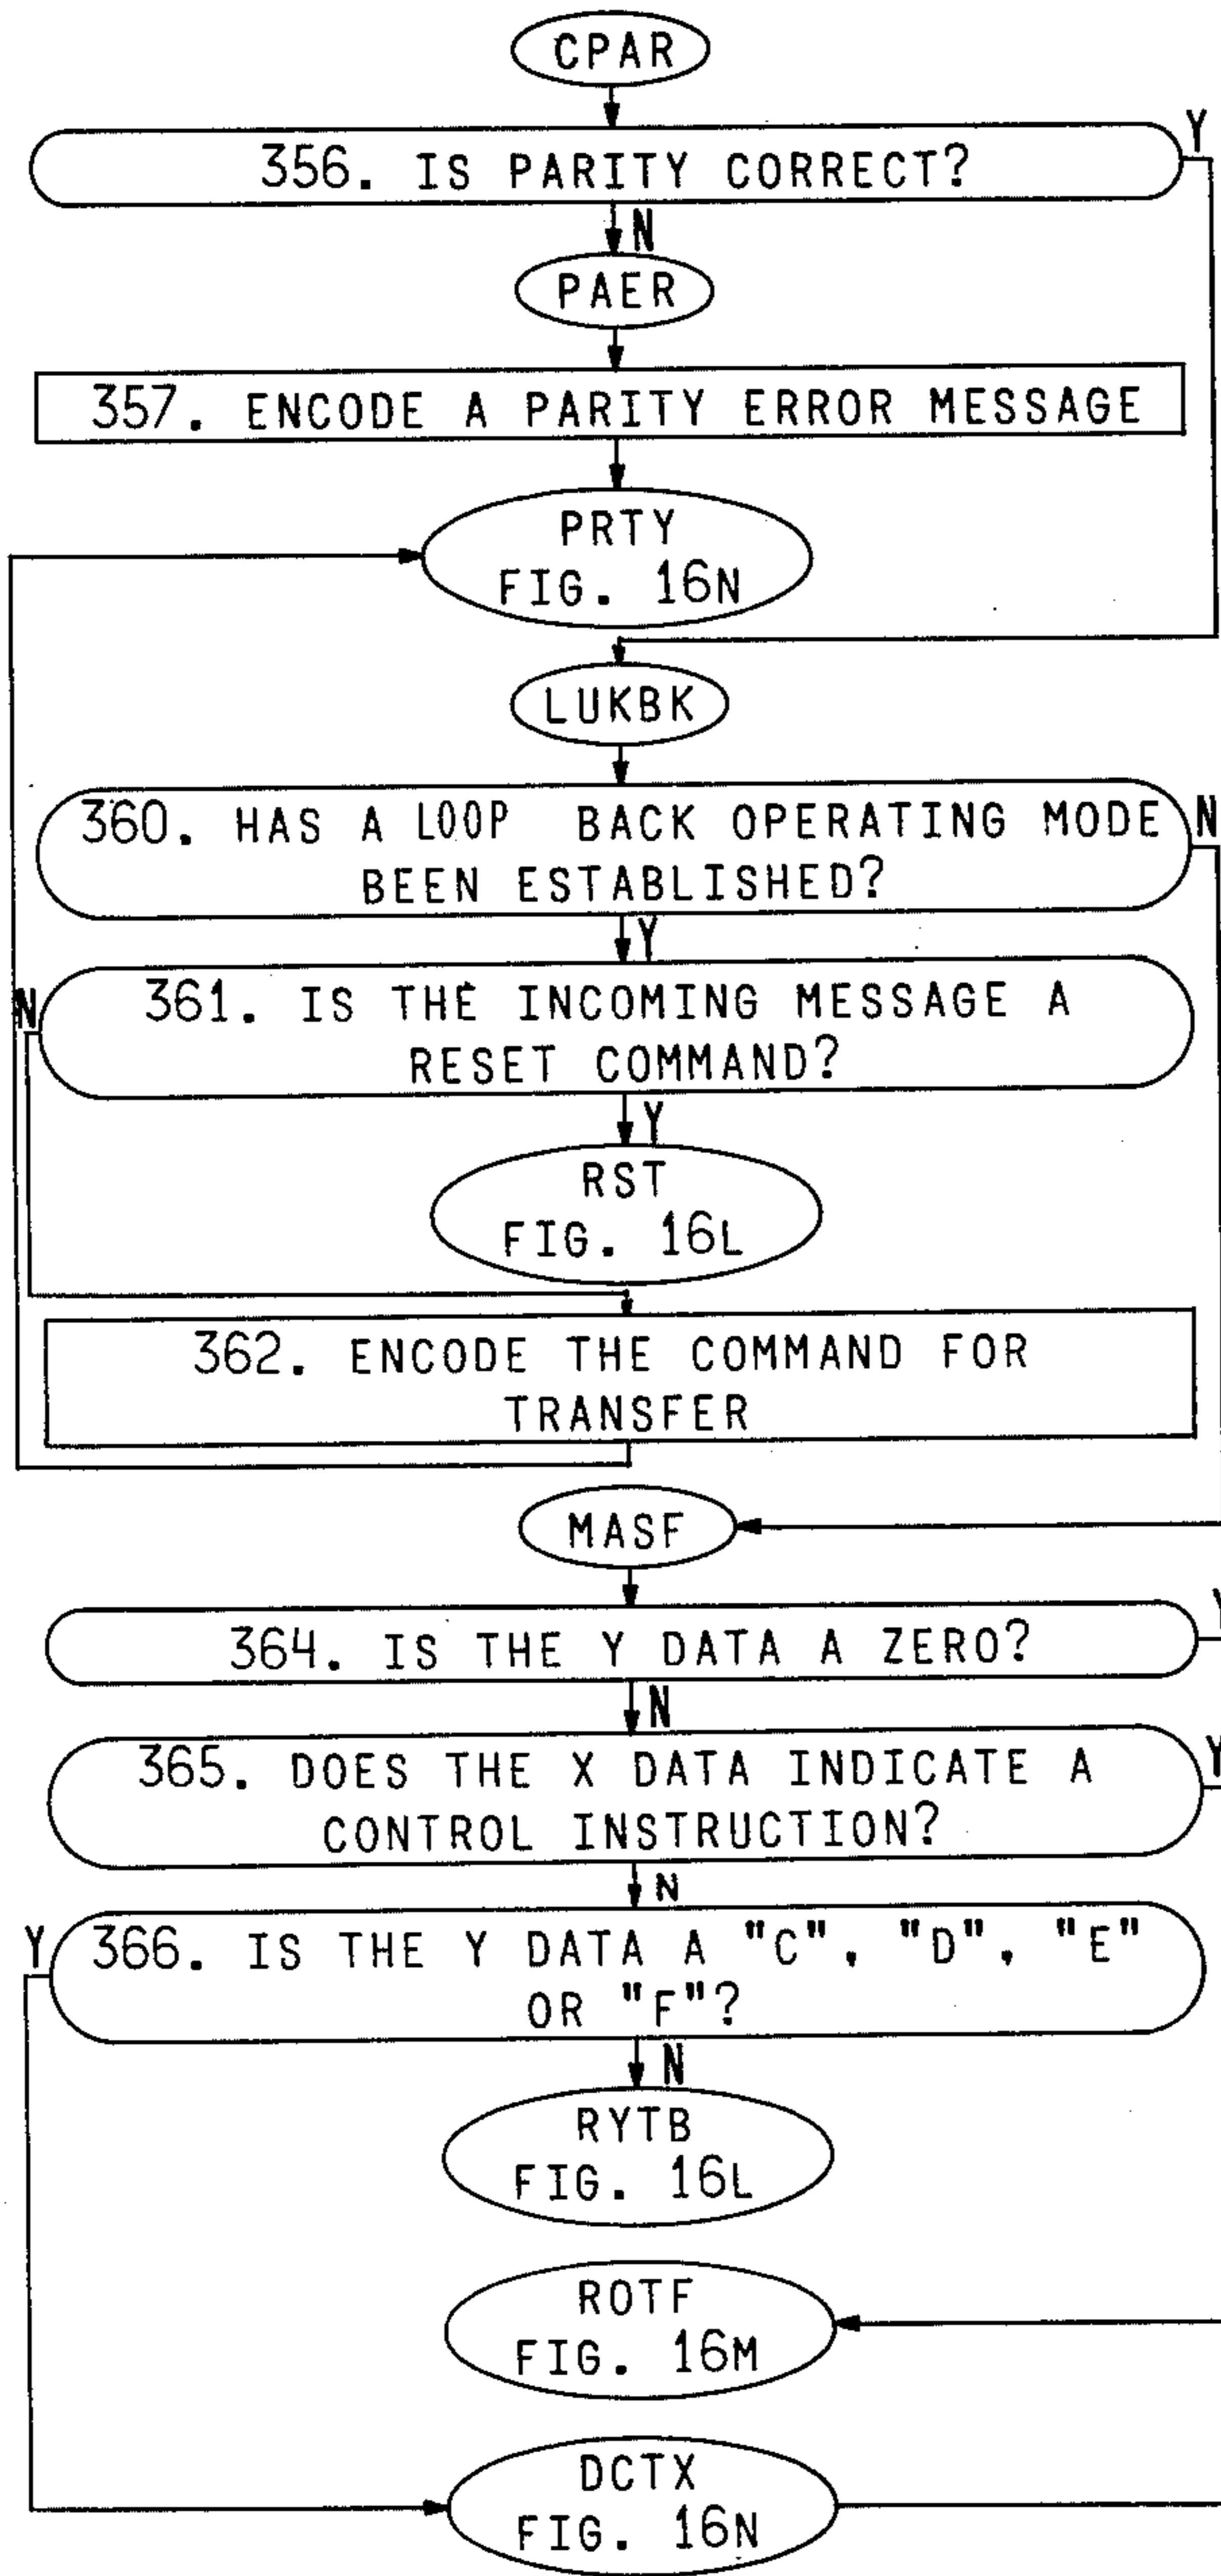 CPAR
356. IS PARITY CORRECT?
Y
N
PAER
357. ENCODE A PARITY ERROR MESSAGE
PRTY
FIG. 16N
LUKBK
360. HAS A LOOP BACK OPERATING MODE
BEEN ESTABLISHED?
N
Y
361. IS THE INCOMING MESSAGE A
RESET COMMAND?
N
Y
RST
FIG. 16L
362. ENCODE THE COMMAND FOR
TRANSFER
MASF
364. IS THE Y DATA A ZERO?
Y
N
365. DOES THE X DATA INDICATE A
CONTROL INSTRUCTION?
Y
N
366. IS THE Y DATA A "C", "D", "E"
OR "F"?
Y
N
RYTB
FIG. 16L
ROTF
FIG. 16M
DCTX
FIG. 16N